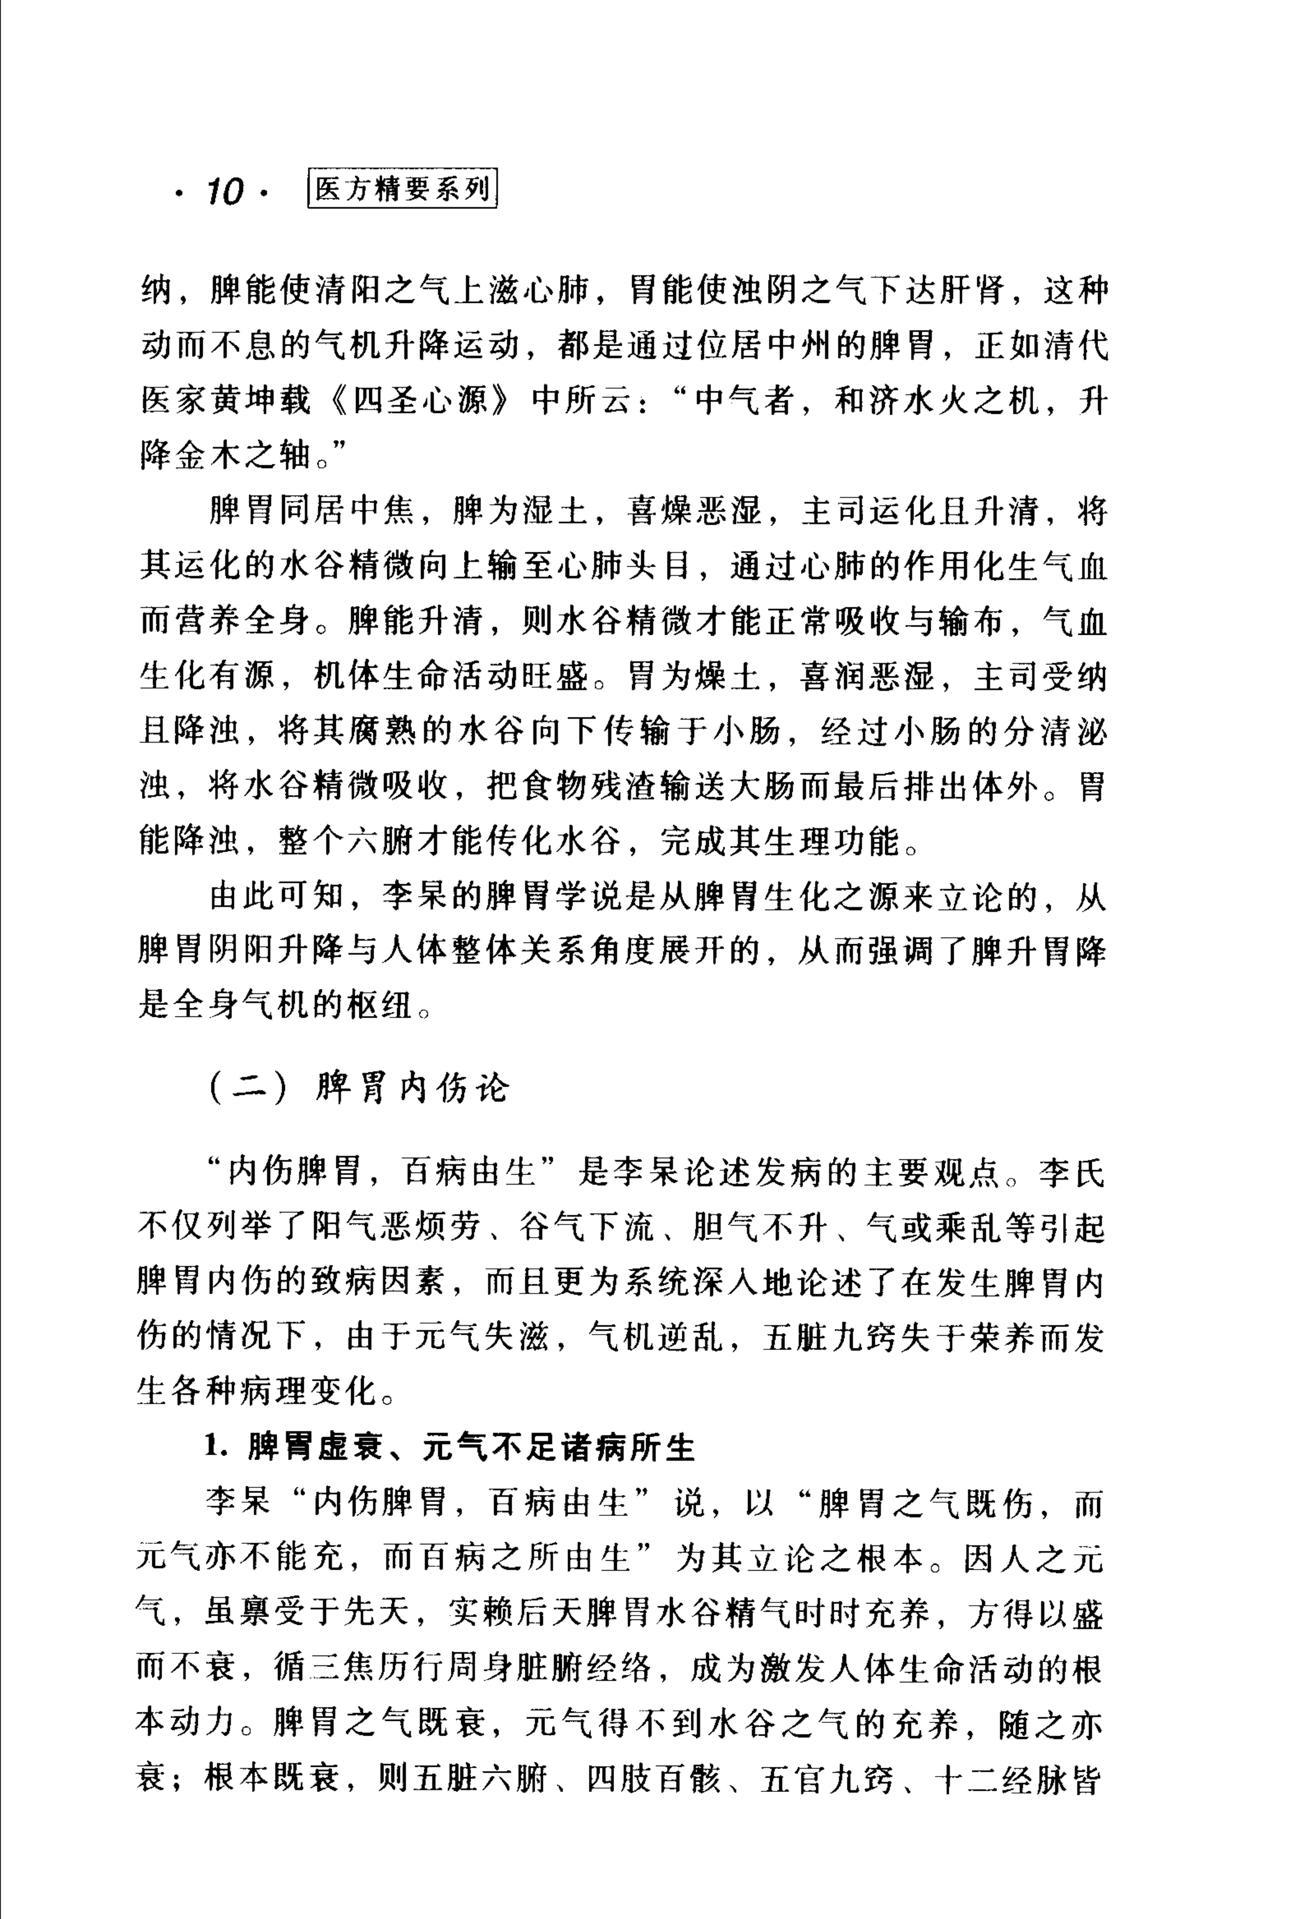 · 10 · 医方精要系列
纳，脾能使清阳之气上滋心肺，胃能使浊阴之气下达肝肾，这种
动而不息的气机升降运动，都是通过位居中州的脾胃，正如清代
医家黄坤载《四圣心源》中所云：“中气者，和济水火之机，升
降金木之轴。”
脾胃同居中焦，脾为湿土，喜燥恶湿，主司运化且升清，将
其运化的水谷精微向上输至心肺头目，通过心肺的作用化生气血
而营养全身。脾能升清，则水谷精微才能正常吸收与输布，气血
生化有源，机体生命活动旺盛。胃为燥土，喜润恶湿，主司受纳
且降浊，将其腐熟的水谷向下传输于小肠，经过小肠的分清泌
浊，将水谷精微吸收，把食物残渣输送大肠而最后排出体外。胃
能降浊，整个六腑才能传化水谷，完成其生理功能。
由此可知，李杲的脾胃学说是从脾胃生化之源来立论的，从
脾胃阴阳升降与人体整体关系角度展开的，从而强调了脾升胃降
是全身气机的枢纽。
（二）脾胃内伤论
“内伤脾胃，百病由生”是李杲论述发病的主要观点。李氏
不仅列举了阳气恶烦劳、谷气下流、胆气不升、气或乘乱等引起
脾胃内伤的致病因素，而且更为系统深入地论述了在发生脾胃内
伤的情况下，由于元气失滋，气机逆乱，五脏九窍失于荣养而发
生各种病理变化。
1. 脾胃虚衰、元气不足诸病所生
李杲“内伤脾胃，百病由生”说，以“脾胃之气既伤，而
元气亦不能充，而百病之所由生”为其立论之根本。因人之元
气，虽禀受于先天，实赖后天脾胃水谷精气时时充养，方得以盛
而不衰，循三焦历行周身脏腑经络，成为激发人体生命活动的根
本动力。脾胃之气既衰，元气得不到水谷之气的充养，随之亦
衰；根本既衰，则五脏六腑、四肢百骸、五官九窍、十二经脉皆